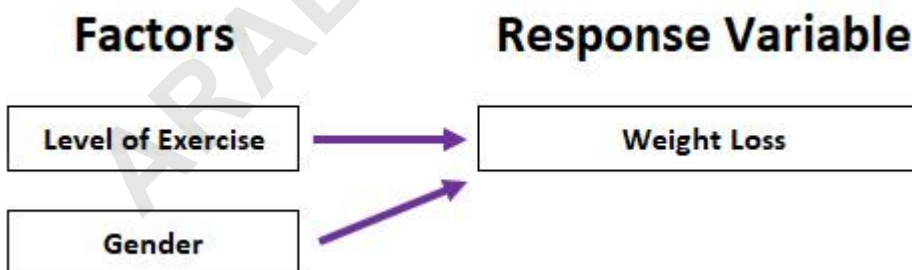 Factors
Response Variable
Level of Exercise
Weight Loss
Gender